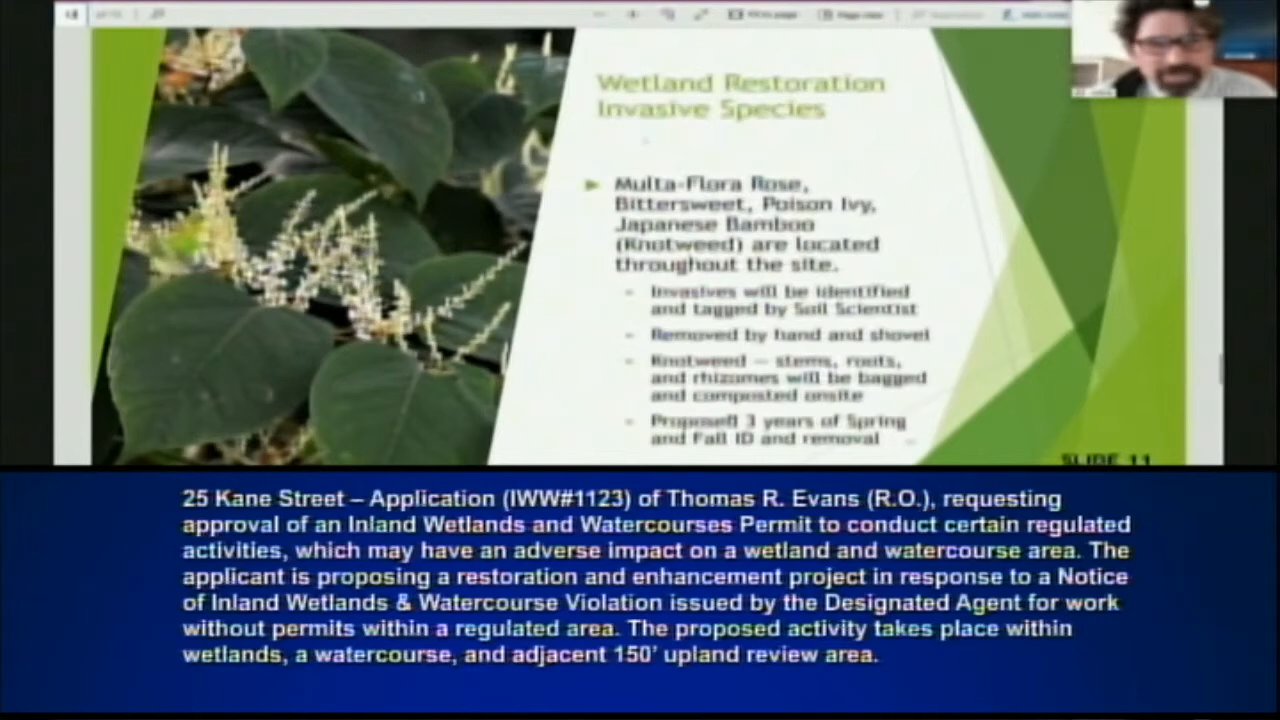 Wetland Restoration
Invasive Species
Multa-Flora Rose,
Bittersweet, Poison Ivy,
Japanese Bamboo
(Knotweed) are located
throughout the site.
- Invasives will be identified
and tagged by Soil Scientist
- Removed by hand and shovel
- Knotweed – stems, roots,
and rhizomes will be bagged
and composted onsite
- Proposed 3 years of Spring
and Fall ID and removal
SLIDE 11
25 Kane Street – Application (IWW#1123) of Thomas R. Evans (R.O.), requesting
approval of an Inland Wetlands and Watercourses Permit to conduct certain regulated
activities, which may have an adverse impact on a wetland and watercourse area. The
applicant is proposing a restoration and enhancement project in response to a Notice
of Inland Wetlands & Watercourse Violation issued by the Designated Agent for work
without permits within a regulated area. The proposed activity takes place within
wetlands, a watercourse, and adjacent 150’ upland review area.